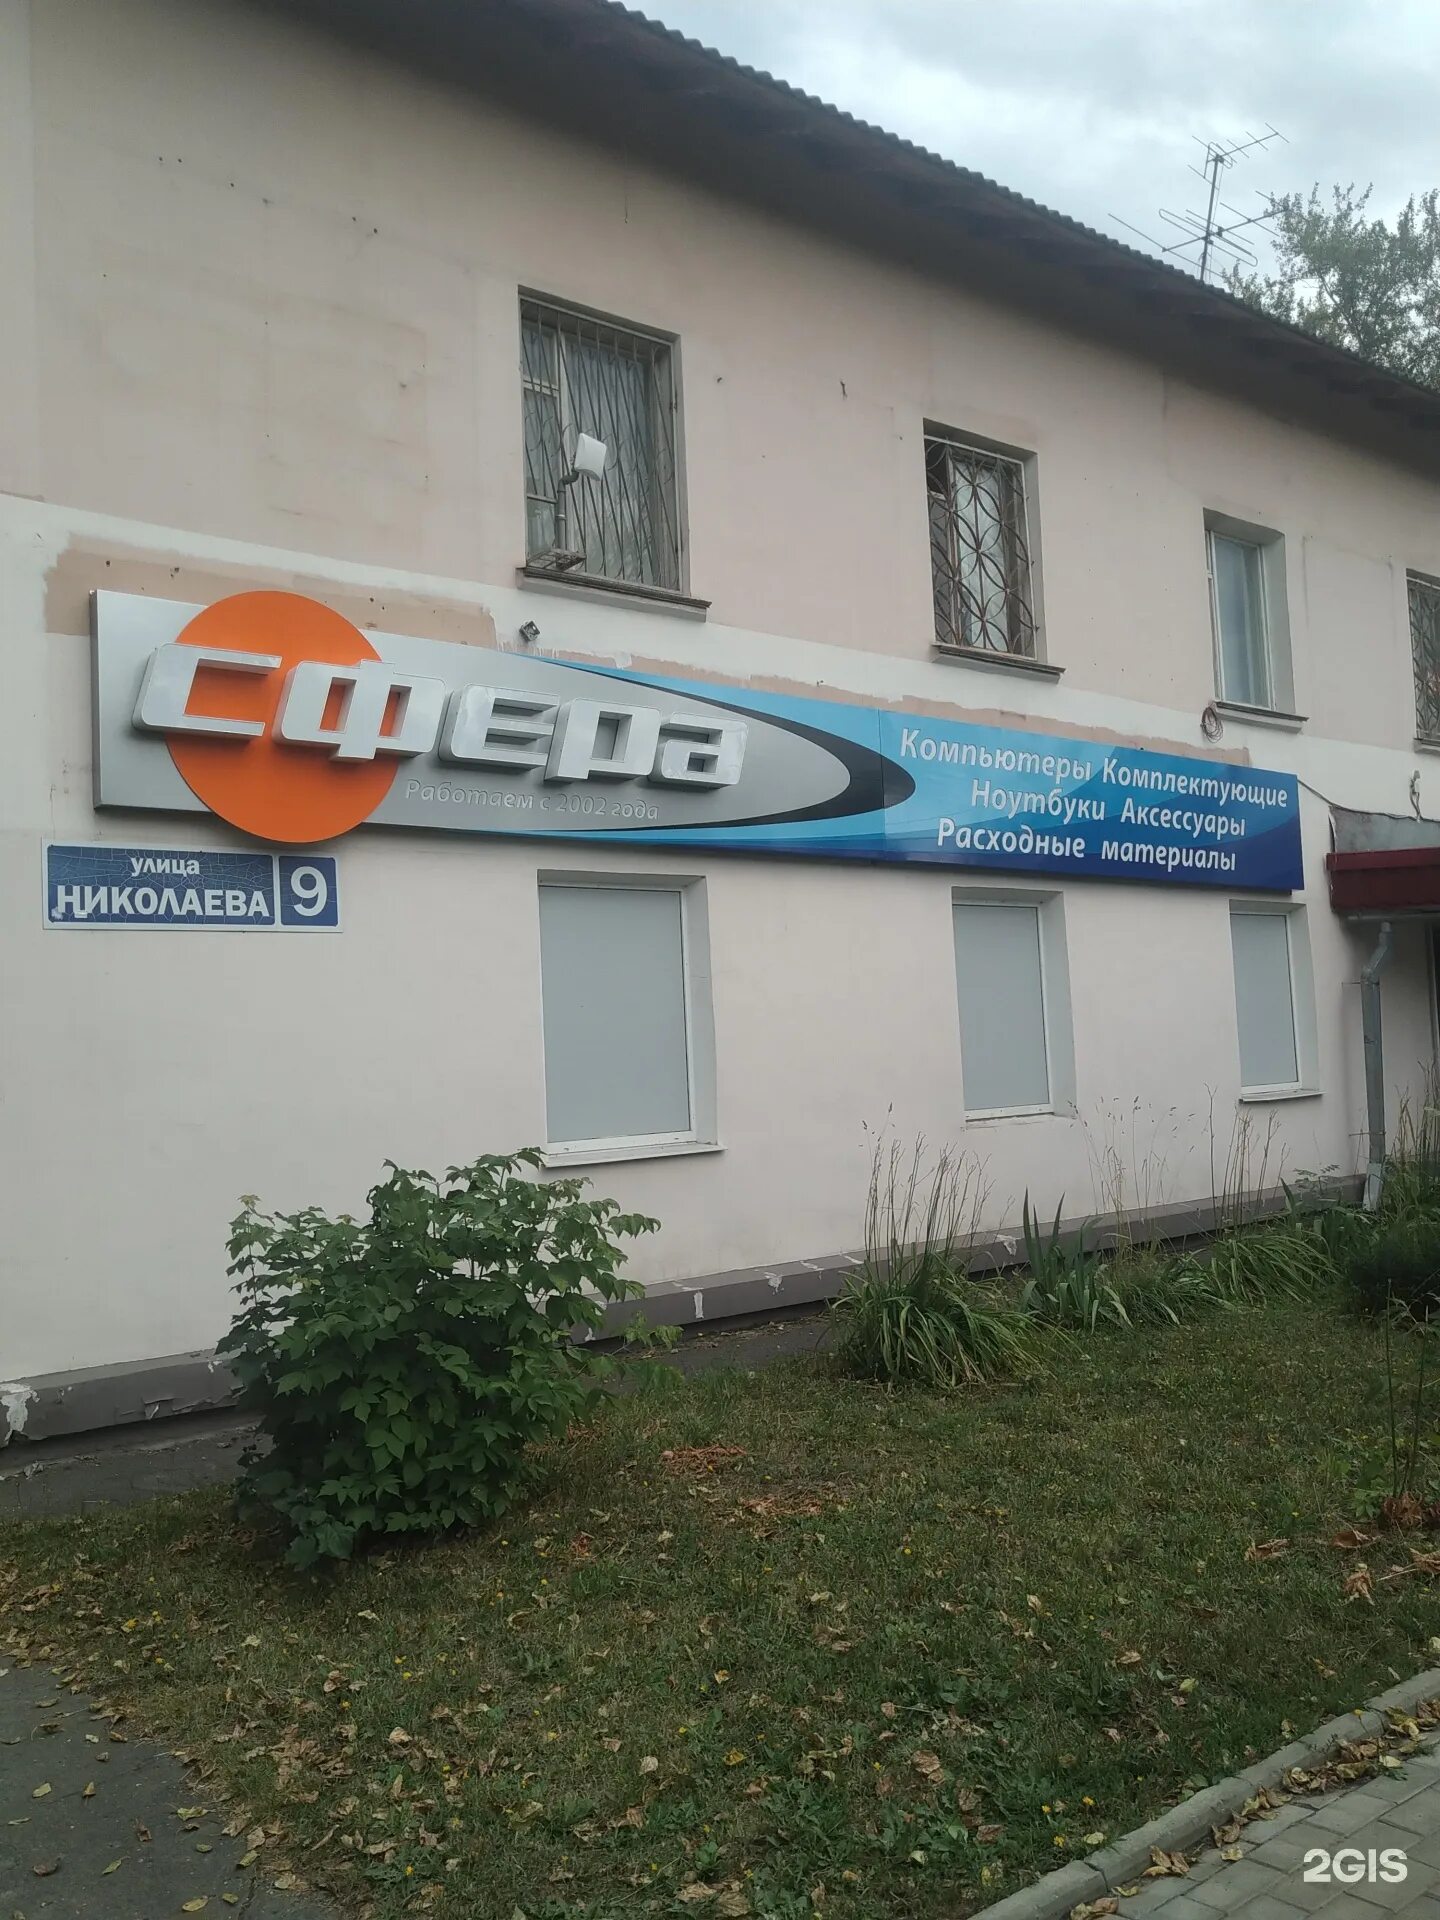 сфера
Работаем с 2002 года
Компьютеры Комплектующие
Ноутбуки Аксессуары
Расходные материалы
улица
НИКОЛАЕВА 9
2GIS